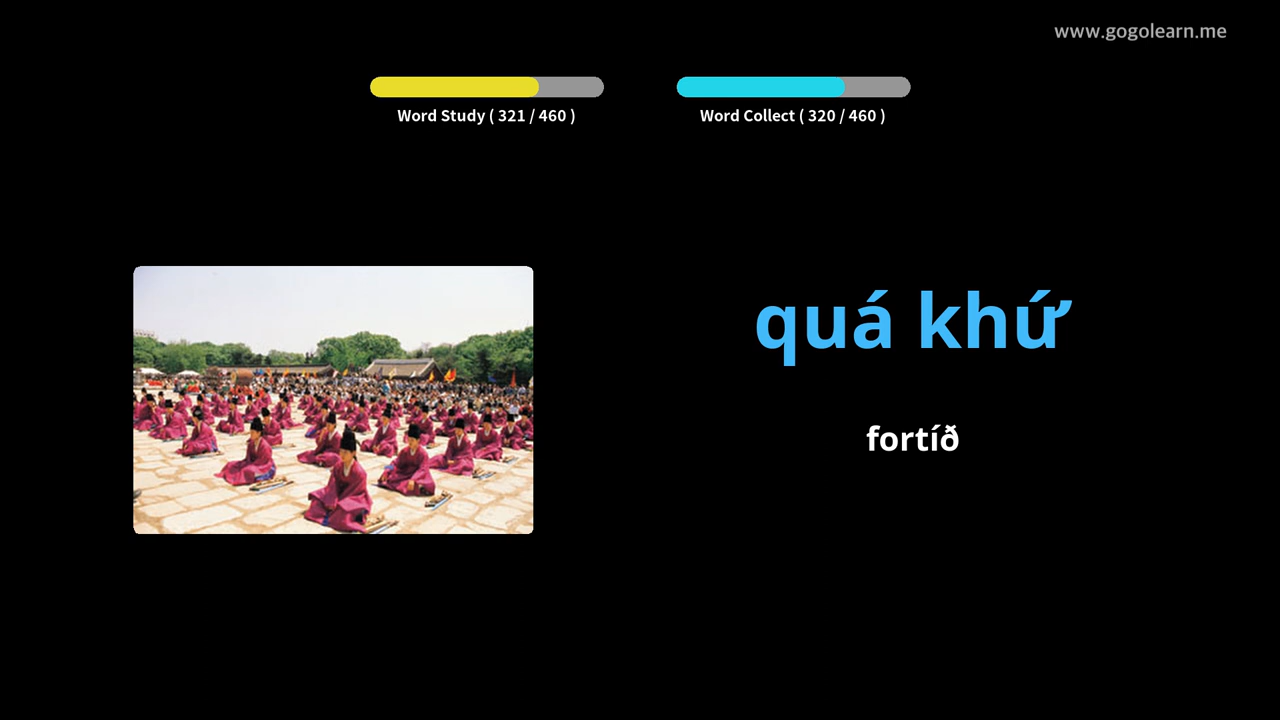 www.gogolearn.me
Word Study ( 321 / 460 )
Word Collect ( 320 / 460 )
quá khứ
fortíð